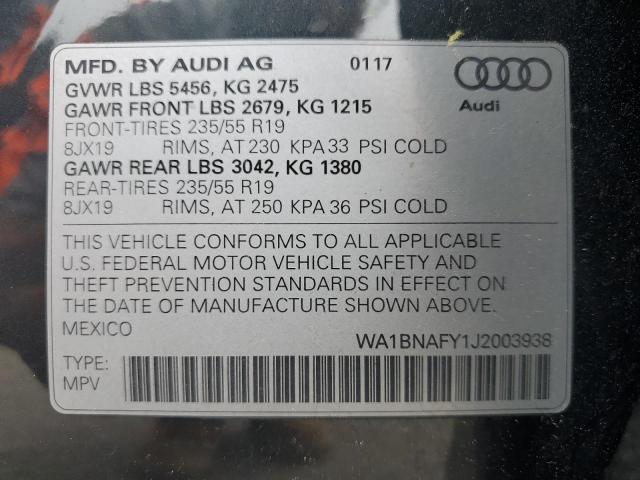 MFD. BY AUDI AG 0117
GVWR LBS 5456, KG 2475
GAWR FRONT LBS 2679, KG 1215
Audi
FRONT-TIRES 235/55 R19
8JX19 RIMS, AT 230 KPA 33 PSI COLD
GAWR REAR LBS 3042, KG 1380
REAR-TIRES 235/55 R19
8JX19 RIMS, AT 250 KPA 36 PSI COLD
THIS VEHICLE CONFORMS TO ALL APPLICABLE
U.S. FEDERAL MOTOR VEHICLE SAFETY AND
THEFT PREVENTION STANDARDS IN EFFECT ON
THE DATE OF MANUFACTURE SHOWN ABOVE.
MEXICO WA1BNAFY1J2003938
TYPE:
MPV